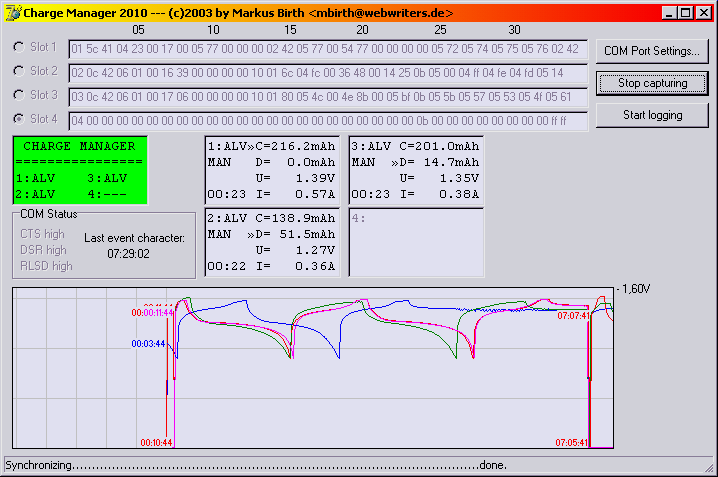 Charge Manager 2010 --- (c)2003 by Markus Birth <mbirth@webwriters.de>
05 10 15 20 25 30
Slot 1 01 5c 41 04 23 00 17 00 05 77 00 00 00 00 02 42 05 77 00 54 77 00 00 00 00 00 05 72 05 74 05 75 05 76 02 42
COM Port Settings...
Slot 2 02 0c 42 06 01 00 16 39 00 00 00 00 10 01 6c 04 fc 00 36 48 00 14 25 0b 05 00 04 ff 04 fe 04 fd 05 14
Stop capturing
Slot 3 03 0c 42 06 01 00 17 06 00 00 00 00 10 01 80 05 4c 00 4e 8b 00 05 bf 0b 05 5b 05 57 05 53 05 4f 05 61
Start logging
Slot 4 04 00 00 00 00 00 00 00 00 00 00 00 00 00 00 00 00 00 00 00 00 00 00 0b 00 00 00 00 00 00 00 00 ff ff
CHARGE MANAGER
================
1:ALV 3:ALV
2:ALV 4:---
1:ALV»C=216.2mAh
MAN D= 0.0mAh
U= 1.39V
00:23 I= 0.57A
3:ALV C=201.0mAh
MAN »D= 14.7mAh
U= 1.35V
00:23 I= 0.38A
COM Status
CTS high
DSR high
RLSD high
Last event character:
07:29:02
2:ALV C=138.9mAh
MAN »D= 51.5mAh
U= 1.27V
00:22 I= 0.36A
4:
- 1,60V
00:00:11:44
07:07:41
00:03:44
00:10:44
07:05:41
Synchronizing.......................................................................................................................................done.